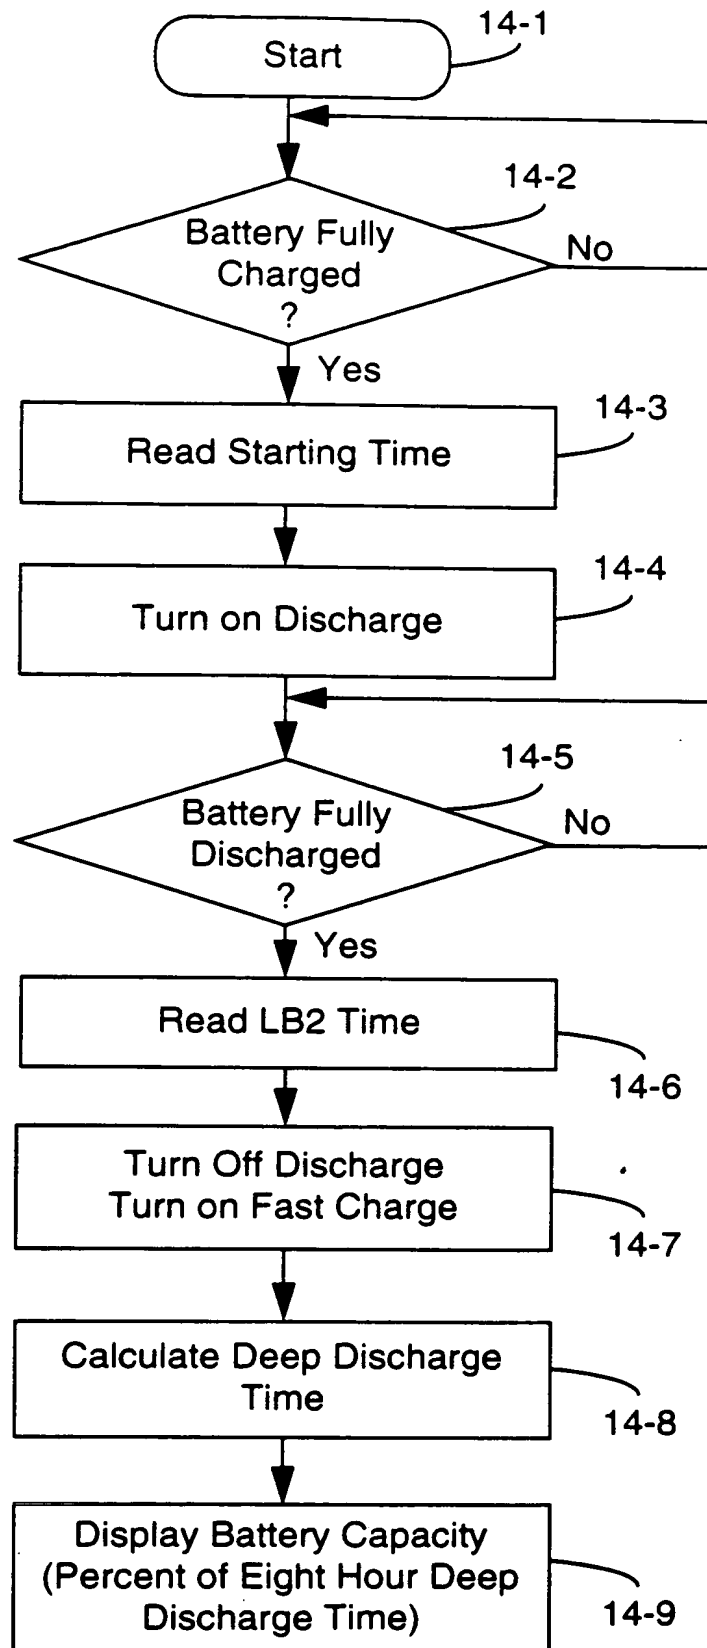 14-1
Start
14-2
Battery Fully
Charged
?
No
Yes
14-3
Read Starting Time
14-4
Turn on Discharge
14-5
Battery Fully
Discharged
?
No
Yes
Read LB2 Time
14-6
Turn Off Discharge
Turn on Fast Charge
14-7
Calculate Deep Discharge
Time
14-8
Display Battery Capacity
(Percent of Eight Hour Deep
Discharge Time)
14-9